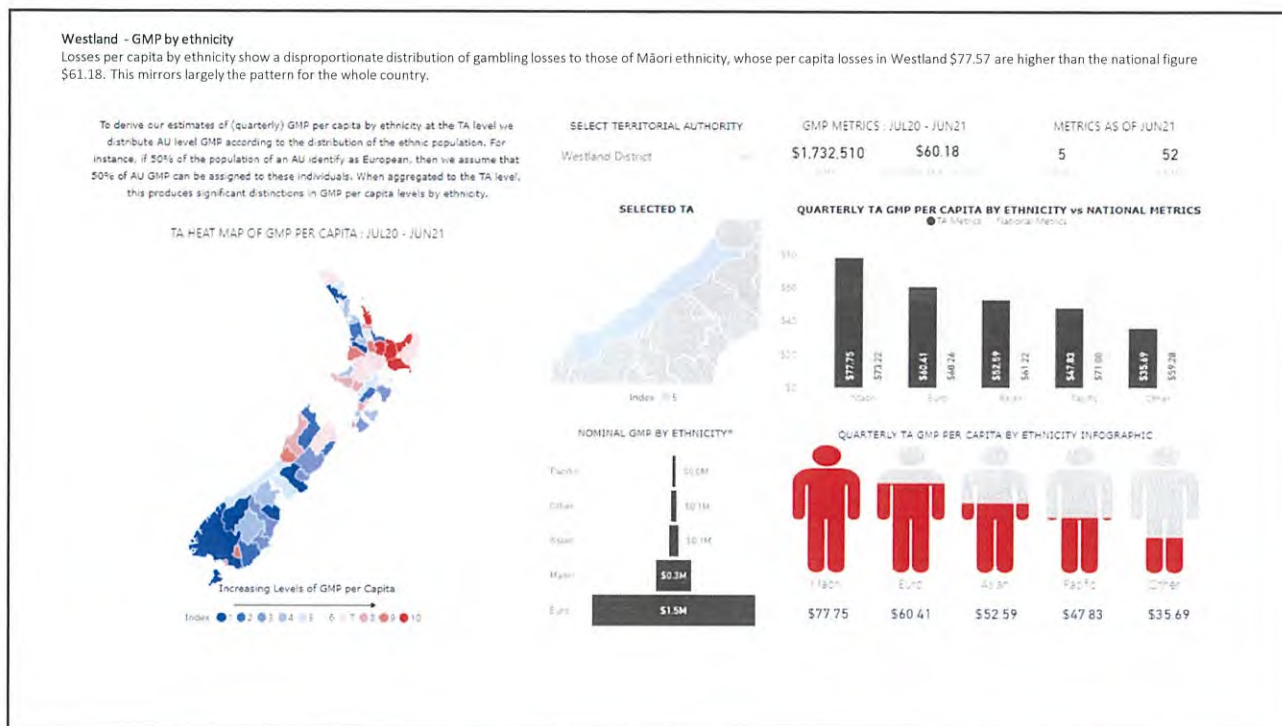 Westland - GMP by ethnicity
Losses per capita by ethnicity show a disproportionate distribution of gambling losses to those of Māori ethnicity, whose per capita losses in Westland $77.57 are higher than the national figure
$61.18. This mirrors largely the pattern for the whole country.
To derive our estimates of (quarterly) GMP per capita by ethnicity at the TA level we
distribute AU level GMP according to the distribution of the ethnic population. For
instance, if 50% of the population of an AU identify as European, then we assume that
50% of AU GMP can be assigned to these individuals. When aggregated to the TA level,
this produces significant distinctions in GMP per capita levels by ethnicity.
TA HEAT MAP OF GMP PER CAPITA : JUL20 - JUN21
Increasing Levels of GMP per Capita
Index 1 2 3 4 5 6 7 8 9 10
SELECT TERRITORIAL AUTHORITY
Westland District
SELECTED TA
Index 5
GMP METRICS : JUL20 - JUN21
$1,732,510 $60.18
METRICS AS OF JUN21
5 52
QUARTERLY TA GMP PER CAPITA BY ETHNICITY vs NATIONAL METRICS
TA Metrics National Metrics
$60
$40
$0
$77.75 $73.22 $60.41 $60.26 $52.59 $61.22 $47.83 $71.00 $35.69 $59.28
Maori Euro Asian Pacific Other
NOMINAL GMP BY ETHNICITY*
Pacific $0.0M
Other $0.1M
Asian $0.1M
Maori $0.3M
Euro $1.5M
QUARTERLY TA GMP PER CAPITA BY ETHNICITY INFOGRAPHIC
Maori Euro Asian Pacific Other
$77.75 $60.41 $52.59 $47.83 $35.69